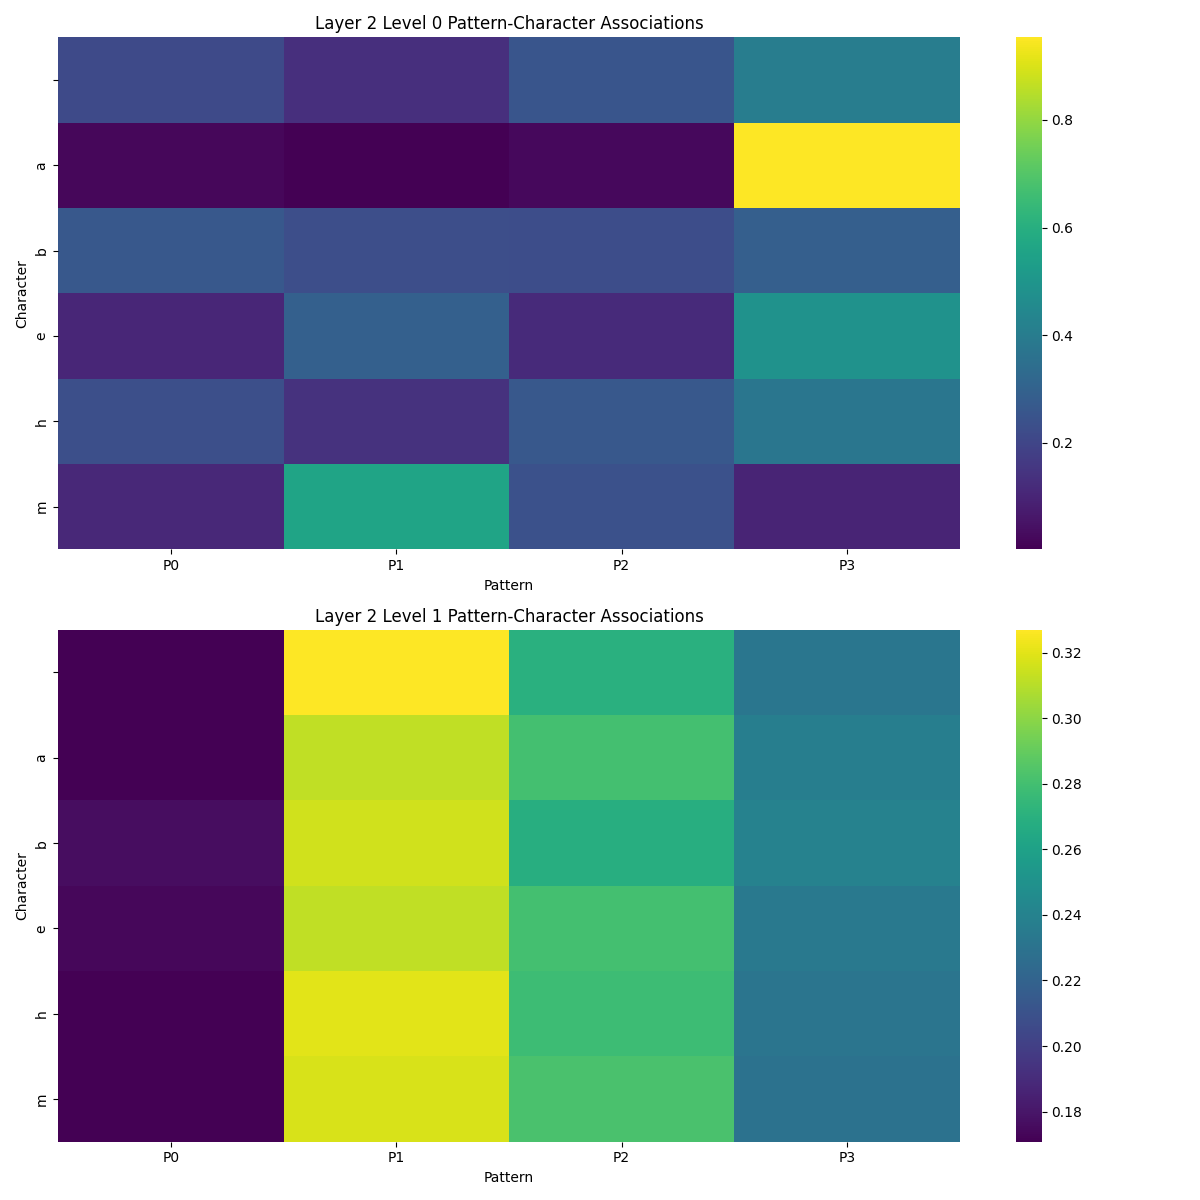 Layer 2 Level 0 Pattern-Character Associations
Character
a
b
e
h
m
P0 P1 P2 P3
Pattern
0.8
0.6
0.4
0.2
Layer 2 Level 1 Pattern-Character Associations
Character
a
b
e
h
m
P0 P1 P2 P3
Pattern
0.32
0.30
0.28
0.26
0.24
0.22
0.20
0.18